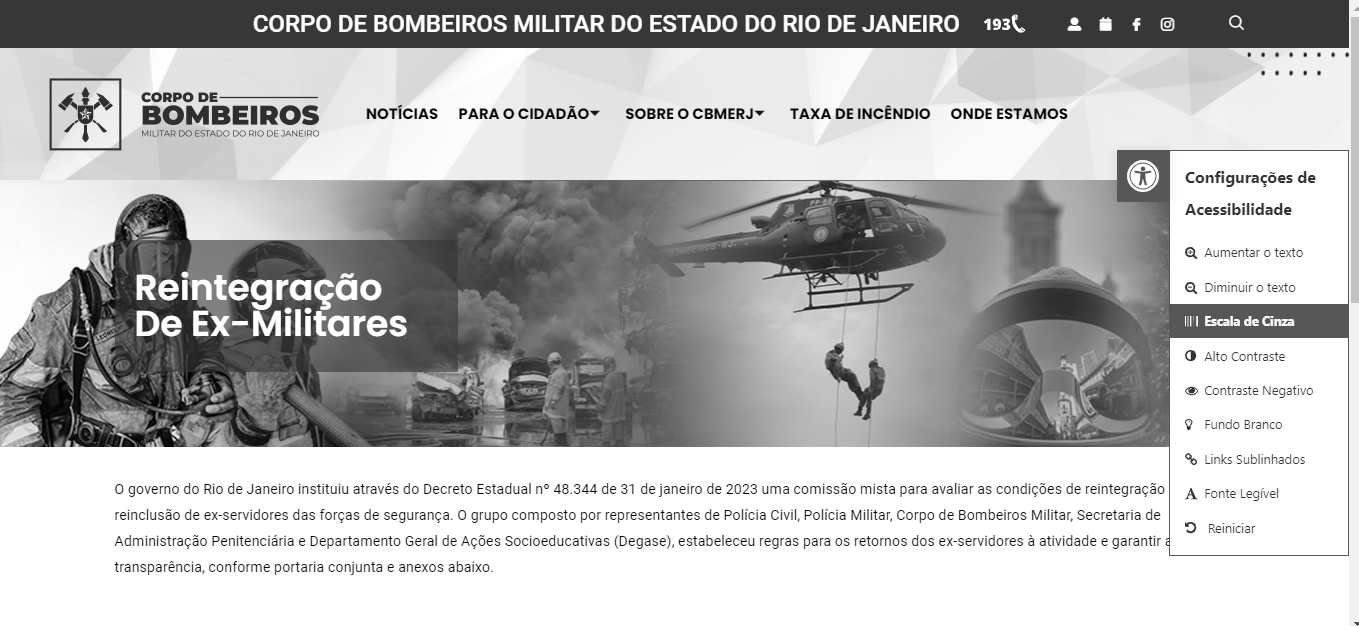 CORPO DE BOMBEIROS MILITAR DO ESTADO DO RIO DE JANEIRO 193
CORPO DE
BOMBEIROS
MILITAR DO ESTADO DO RIO DE JANEIRO
NOTÍCIAS PARA O CIDADÃO SOBRE O CBMERJ TAXA DE INCÊNDIO ONDE ESTAMOS
Configurações de
Acessibilidade
Aumentar o texto
Diminuir o texto
Escala de Cinza
Alto Contraste
Contraste Negativo
Fundo Branco
Links Sublinhados
Fonte Legível
Reiniciar
BOMBEIROS-RJ.
Reintegração
De Ex-Militares
O governo do Rio de Janeiro instituiu através do Decreto Estadual nº 48.344 de 31 de janeiro de 2023 uma comissão mista para avaliar as condições de reintegração
reinclusão de ex-servidores das forças de segurança. O grupo composto por representantes de Polícia Civil, Polícia Militar, Corpo de Bombeiros Militar, Secretaria de
Administração Penitenciária e Departamento Geral de Ações Socioeducativas (Degase), estabeleceu regras para os retornos dos ex-servidores à atividade e garantir a
transparência, conforme portaria conjunta e anexos abaixo.